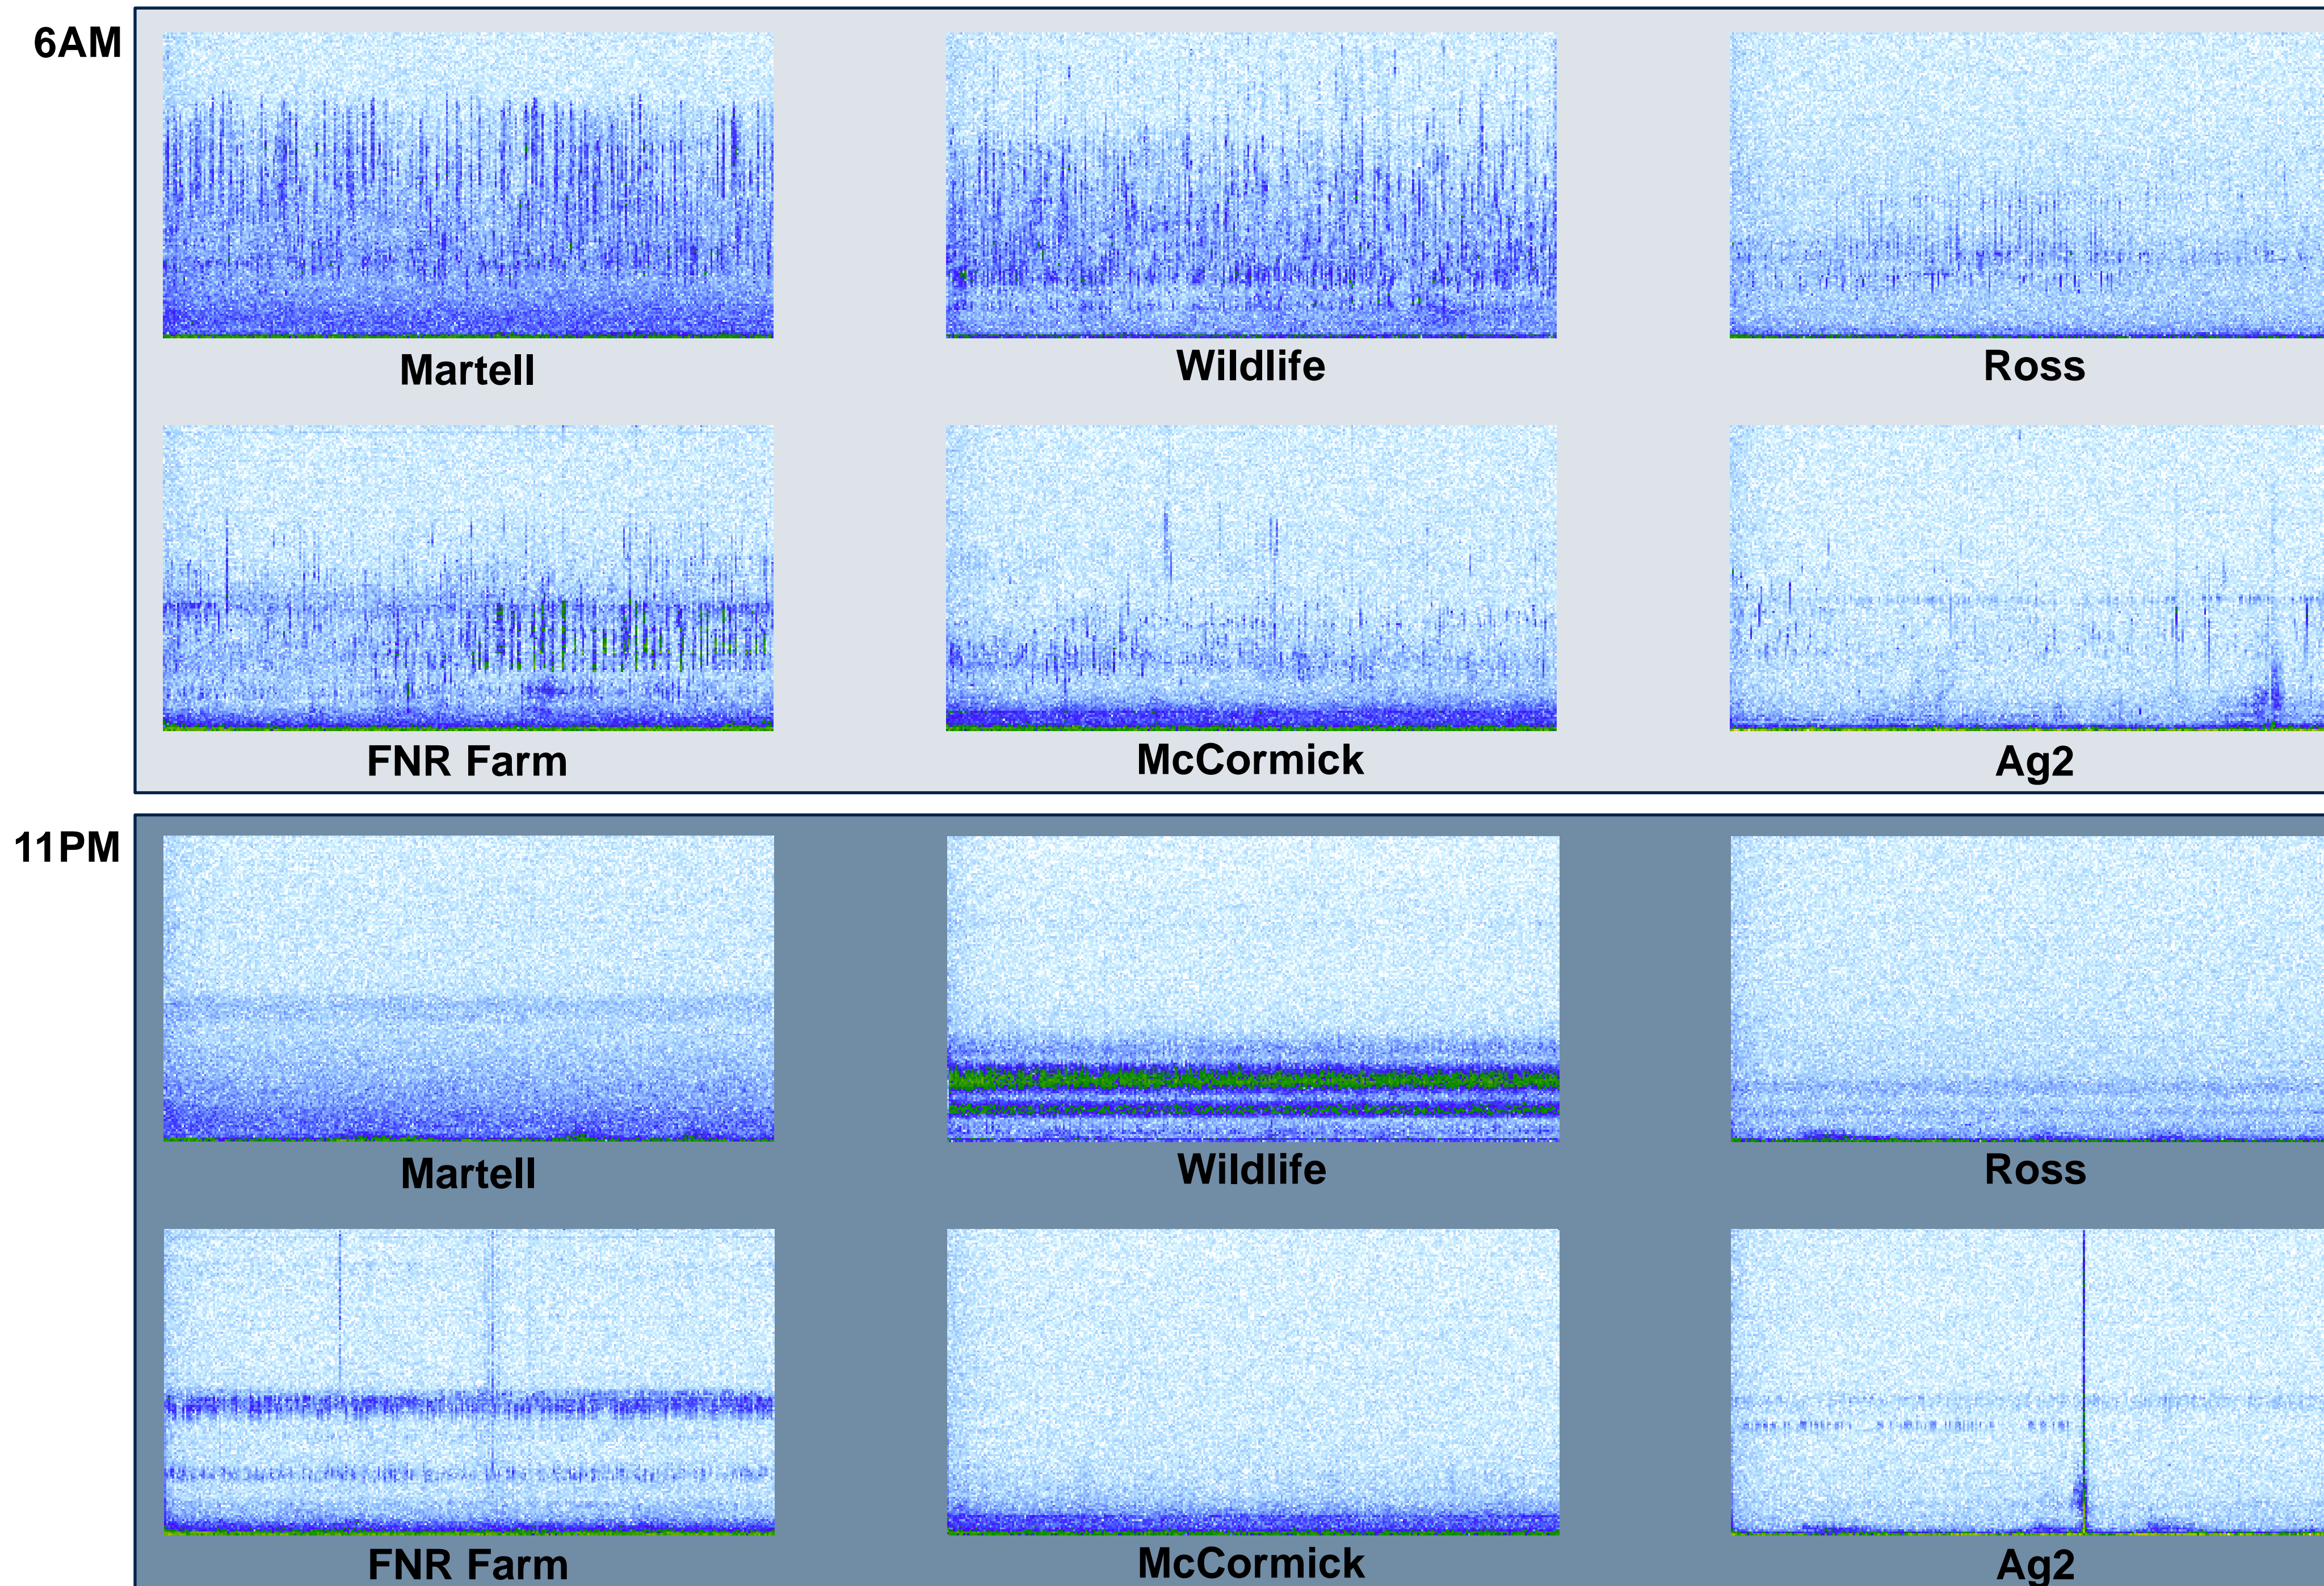 6AM
Martell
Wildlife
Ross
FNR Farm
McCormick
Ag2
11PM
Martell
Wildlife
Ross
FNR Farm
McCormick
Ag2